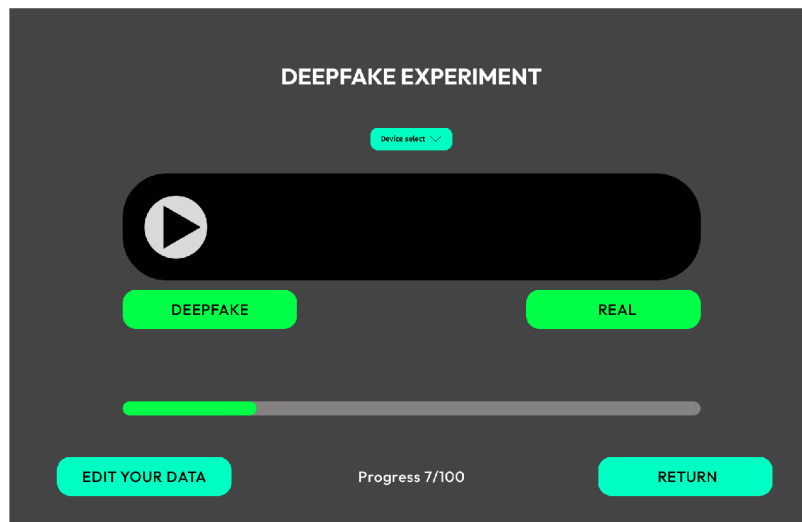 DEEPFAKE EXPERIMENT
Device select
DEEPFAKE
REAL
EDIT YOUR DATA
Progress 7/100
RETURN